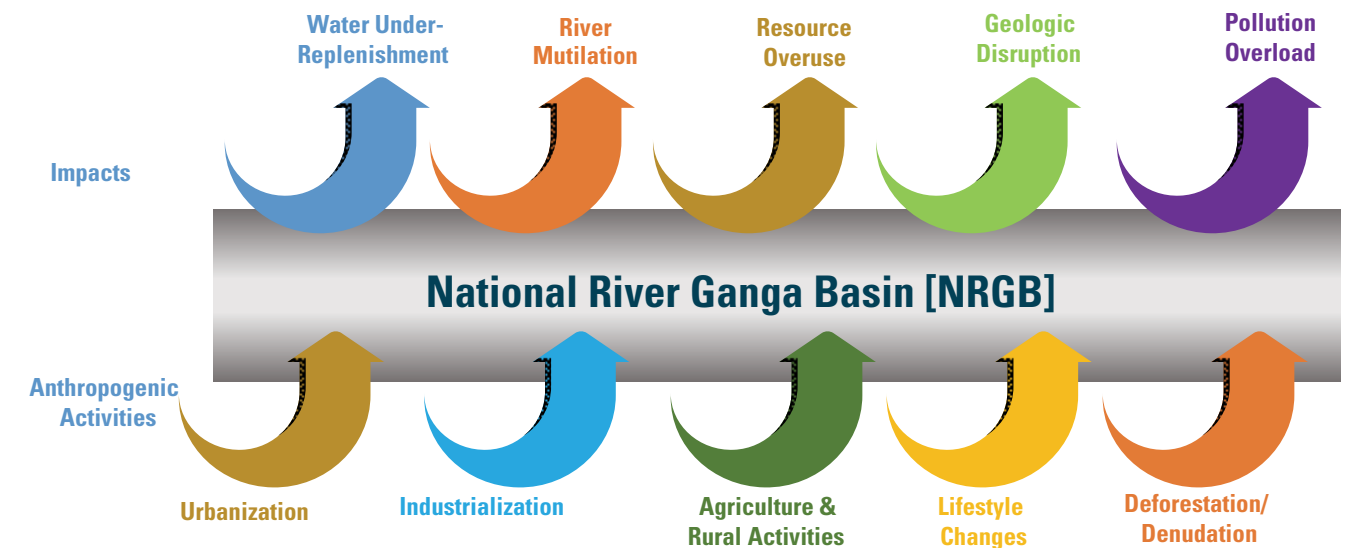 Water Under-
Replenishment
River
Mutilation
Resource
Overuse
Geologic
Disruption
Pollution
Overload
Impacts
National River Ganga Basin [NRGB]
Anthropogenic
Activities
Urbanization
Industrialization
Agriculture &
Rural Activities
Lifestyle
Changes
Deforestation/
Denudation